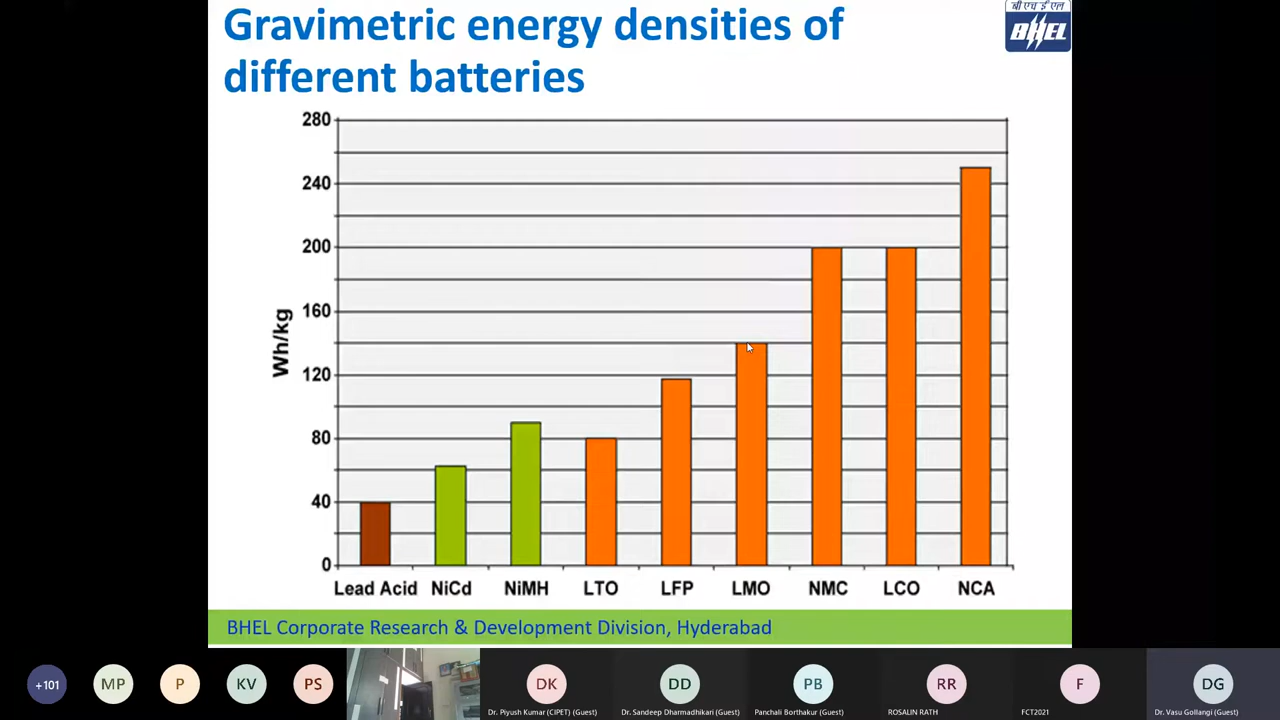 Gravimetric energy densities of
different batteries
बी एच ई एल
BHEL
280
240
200
160
120
80
40
0
Wh/kg
Lead Acid NiCd NiMH LTO LFP LMO NMC LCO NCA
BHEL Corporate Research & Development Division, Hyderabad
+101 MP P KV PS DK DD PB RR F DG
Dr. Piyush Kumar (CIPET) (Guest) Dr. Sandeep Dharmadhikari (Guest) Panchali Borthakur (Guest) ROSALIN RATH FCT2021 Dr. Vasu Gollangi (Guest)